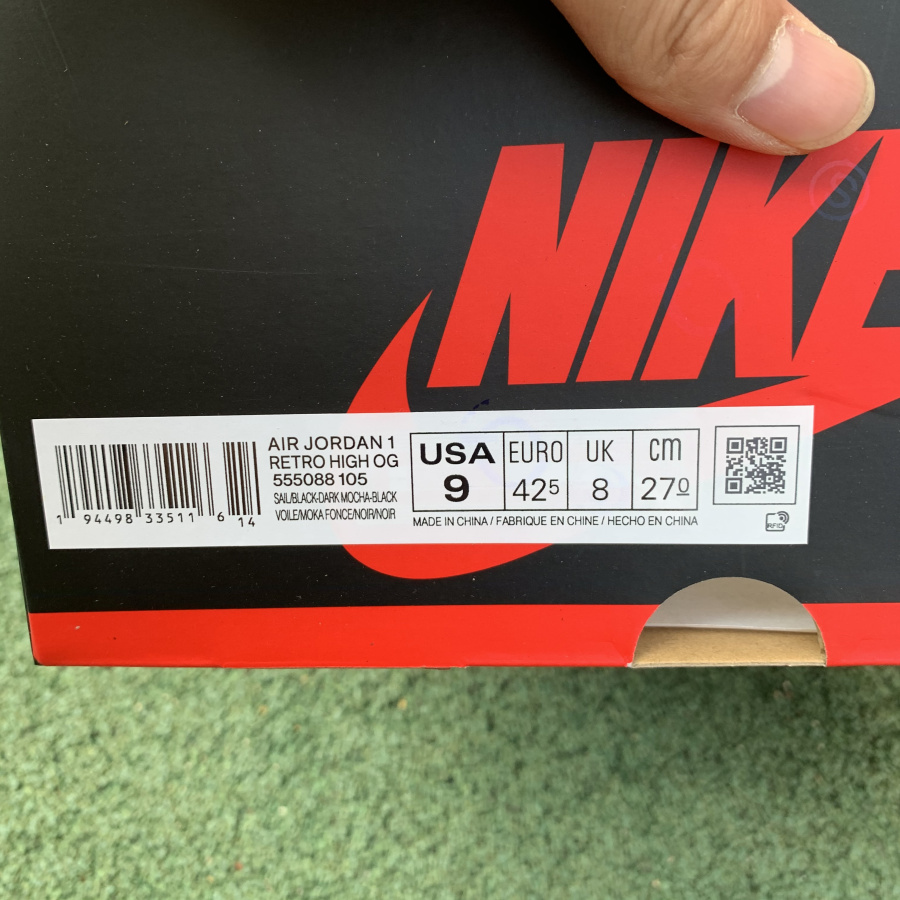 NIKE
AIR JORDAN 1
RETRO HIGH OG
555088 105
SAIL/BLACK-DARK MOCHA-BLACK
VOILE/MOKA FONCE/NOIR/NOIR
1 94498 33511 6 14
USA EURO UK cm
9 425 8 270
MADE IN CHINA / FABRIQUE EN CHINE / HECHO EN CHINA
RFID
S